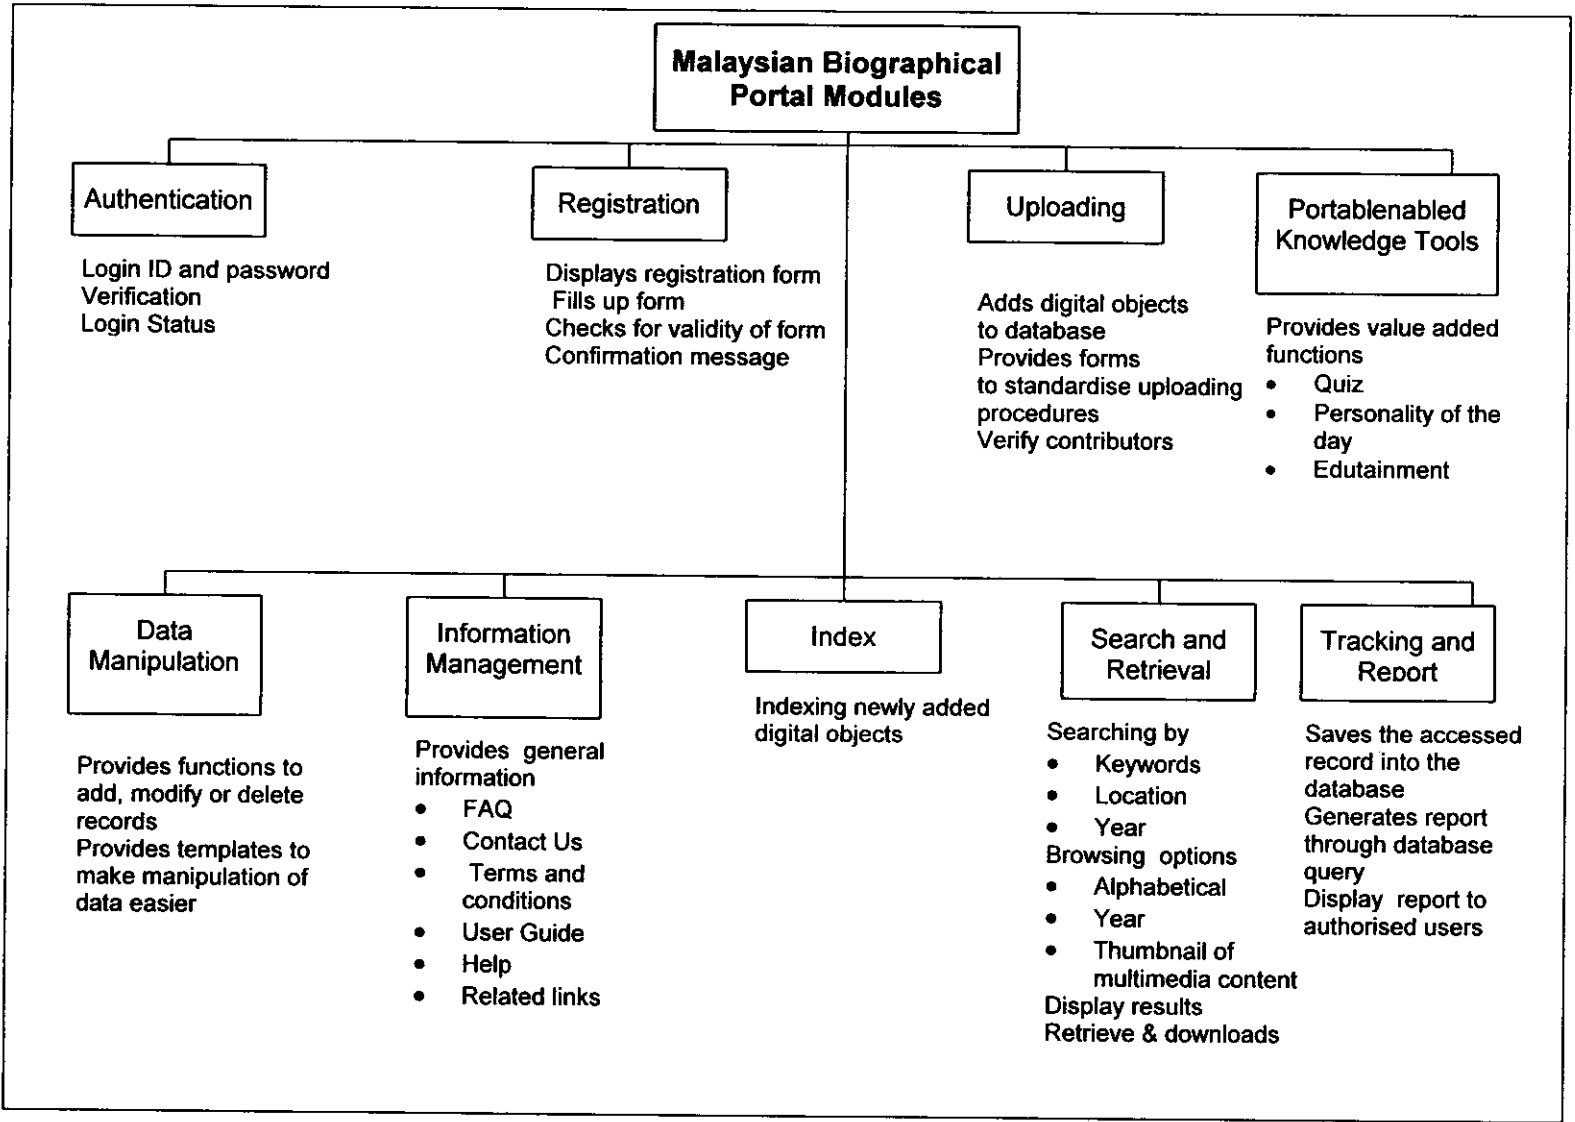 Malaysian Biographical
Portal Modules
Authentication
Login ID and password
Verification
Login Status
Registration
Displays registration form
Fills up form
Checks for validity of form
Confirmation message
Uploading
Adds digital objects
to database
Provides forms
to standardise uploading
procedures
Verify contributors
Portablenabled
Knowledge Tools
Provides value added
functions
• Quiz
• Personality of the
day
• Edutainment
Data
Manipulation
Provides functions to
add, modify or delete
records
Provides templates to
make manipulation of
data easier
Information
Management
Provides general
information
• FAQ
• Contact Us
• Terms and
conditions
• User Guide
• Help
• Related links
Index
Indexing newly added
digital objects
Search and
Retrieval
Searching by
• Keywords
• Location
• Year
Browsing options
• Alphabetical
• Year
• Thumbnail of
multimedia content
Display results
Retrieve & downloads
Tracking and
Report
Saves the accessed
record into the
database
Generates report
through database
query
Display report to
authorised users